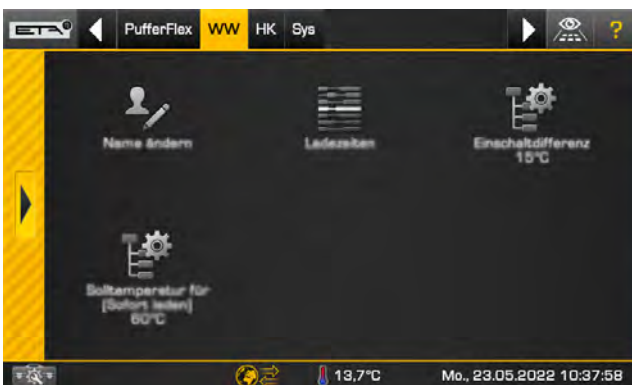 ETA
PufferFlex WW HK Sys ?
Name ändern
Ladezeiten
Einschaltdifferenz
15°C
Solltemperatur für
(Sofort laden)
60°C
13,7°C Mo., 23.05.2022 10:37:58